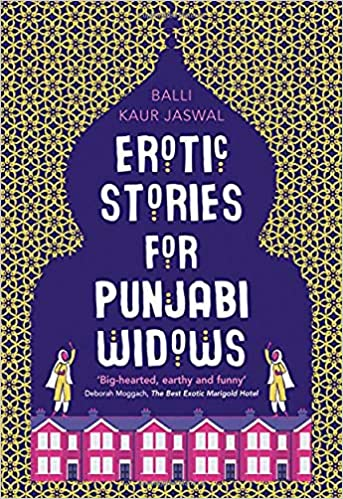 BALLI
KAUR JASWAL
EROTIC
STORIES
FOR
PUNJABI
WIDOWS
‘Big-hearted, earthy and funny’
Deborah Moggach, The Best Exotic Marigold Hotel